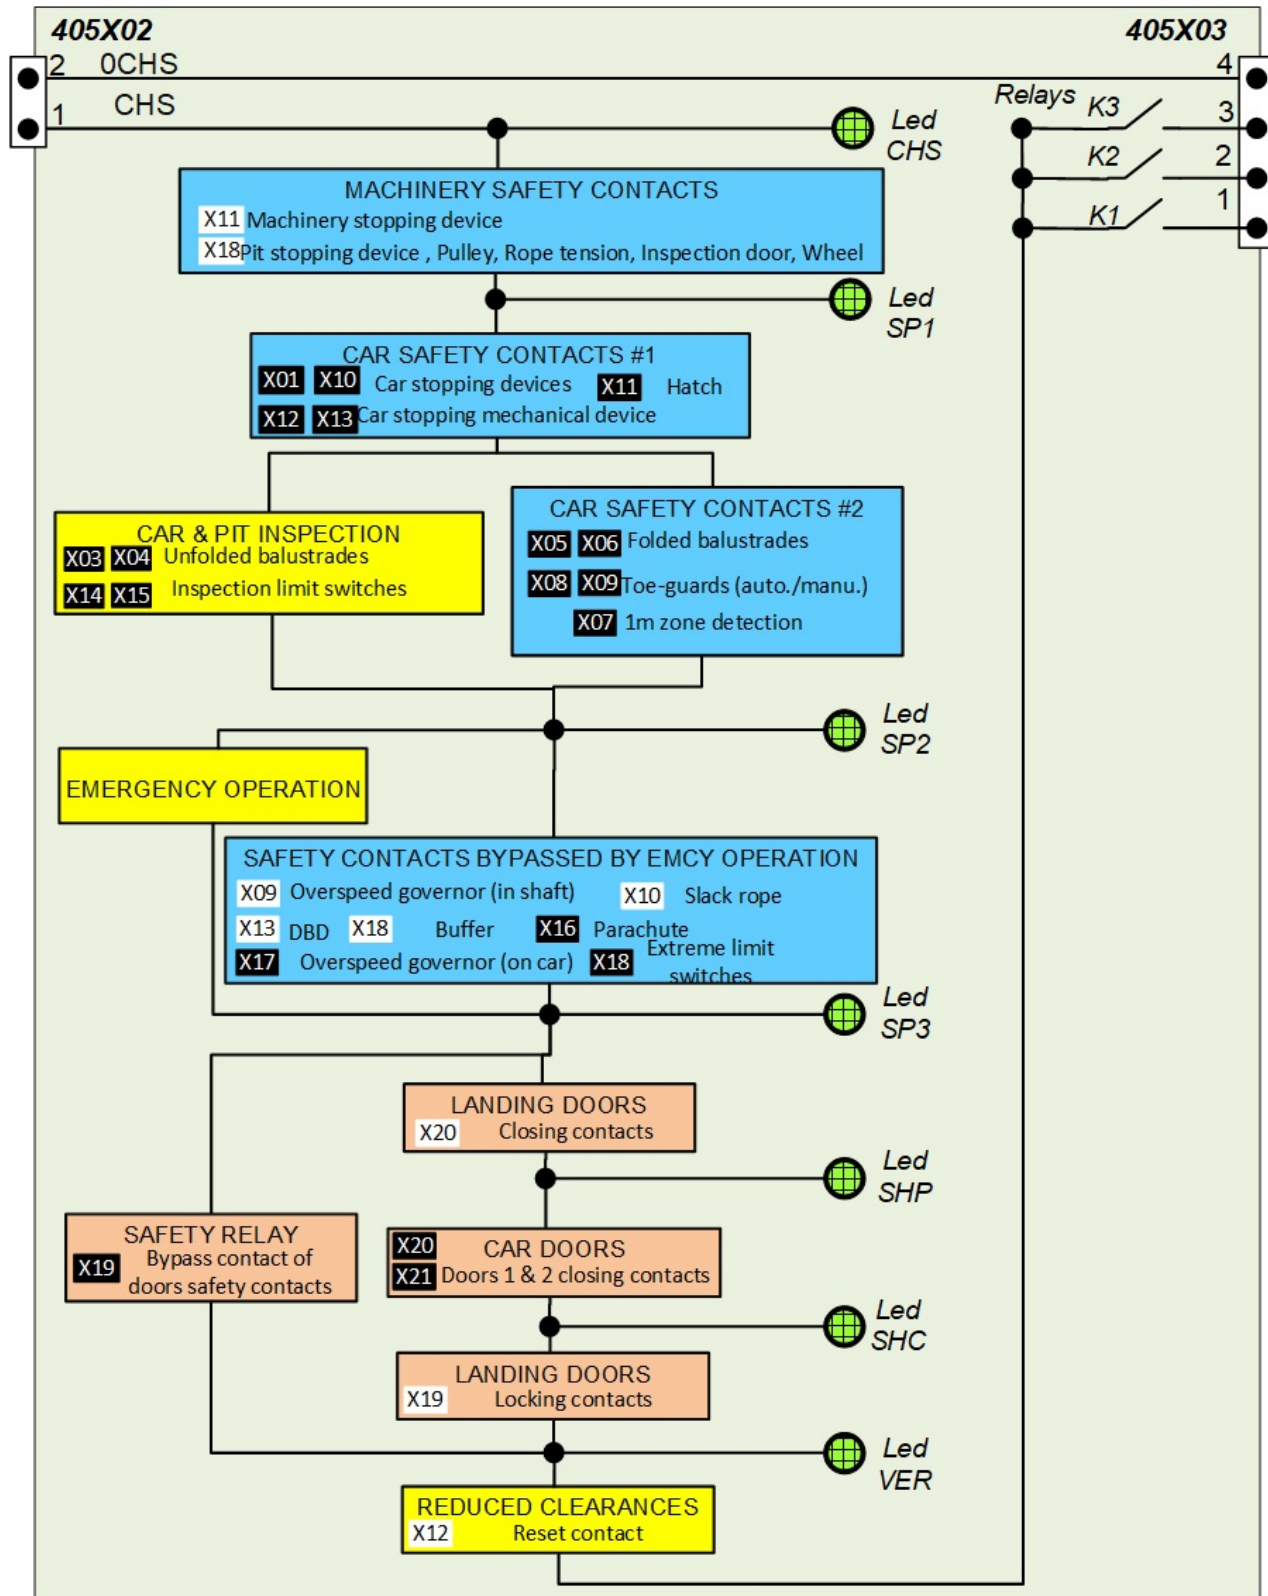 405X02
405X03
2 0CHS
4
1 CHS
Relays
K3
3
Led
CHS
K2
2
K1
1
MACHINERY SAFETY CONTACTS
X11 Machinery stopping device
X18 Pit stopping device , Pulley, Rope tension, Inspection door, Wheel
Led
SP1
CAR SAFETY CONTACTS #1
X01 X10 Car stopping devices X11 Hatch
X12 X13 Car stopping mechanical device
CAR & PIT INSPECTION
X03 X04 Unfolded balustrades
X14 X15 Inspection limit switches
CAR SAFETY CONTACTS #2
X05 X06 Folded balustrades
X08 X09 Toe-guards (auto./manu.)
X07 1m zone detection
Led
SP2
EMERGENCY OPERATION
SAFETY CONTACTS BYPASSED BY EMCY OPERATION
X09 Overspeed governor (in shaft) X10 Slack rope
X13 DBD X18 Buffer X16 Parachute
X17 Overspeed governor (on car) X18 Extreme limit
switches
Led
SP3
LANDING DOORS
X20 Closing contacts
Led
SHP
SAFETY RELAY
X19 Bypass contact of
doors safety contacts
X20 CAR DOORS
X21 Doors 1 & 2 closing contacts
Led
SHC
LANDING DOORS
X19 Locking contacts
Led
VER
REDUCED CLEARANCES
X12 Reset contact